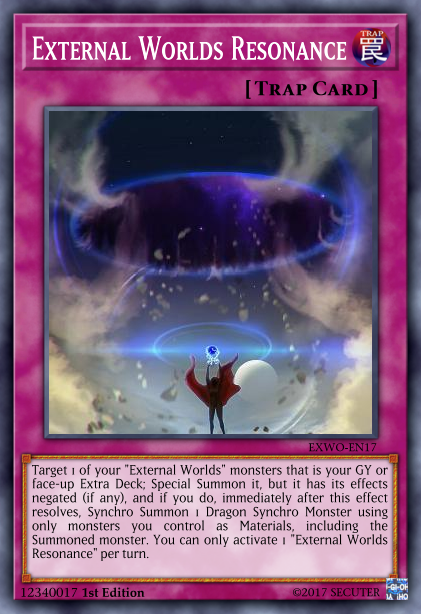 External Worlds Resonance
TRAP
罠
[Trap Card]
EXWO-EN17
Target 1 of your "External Worlds" monsters that is your GY or
face-up Extra Deck; Special Summon it, but it has its effects
negated (if any), and if you do, immediately after this effect
resolves, Synchro Summon 1 Dragon Synchro Monster using
only monsters you control as Materials, including the
Summoned monster. You can only activate 1 "External Worlds
Resonance" per turn.
12340017 1st Edition
©2017 SECUTER